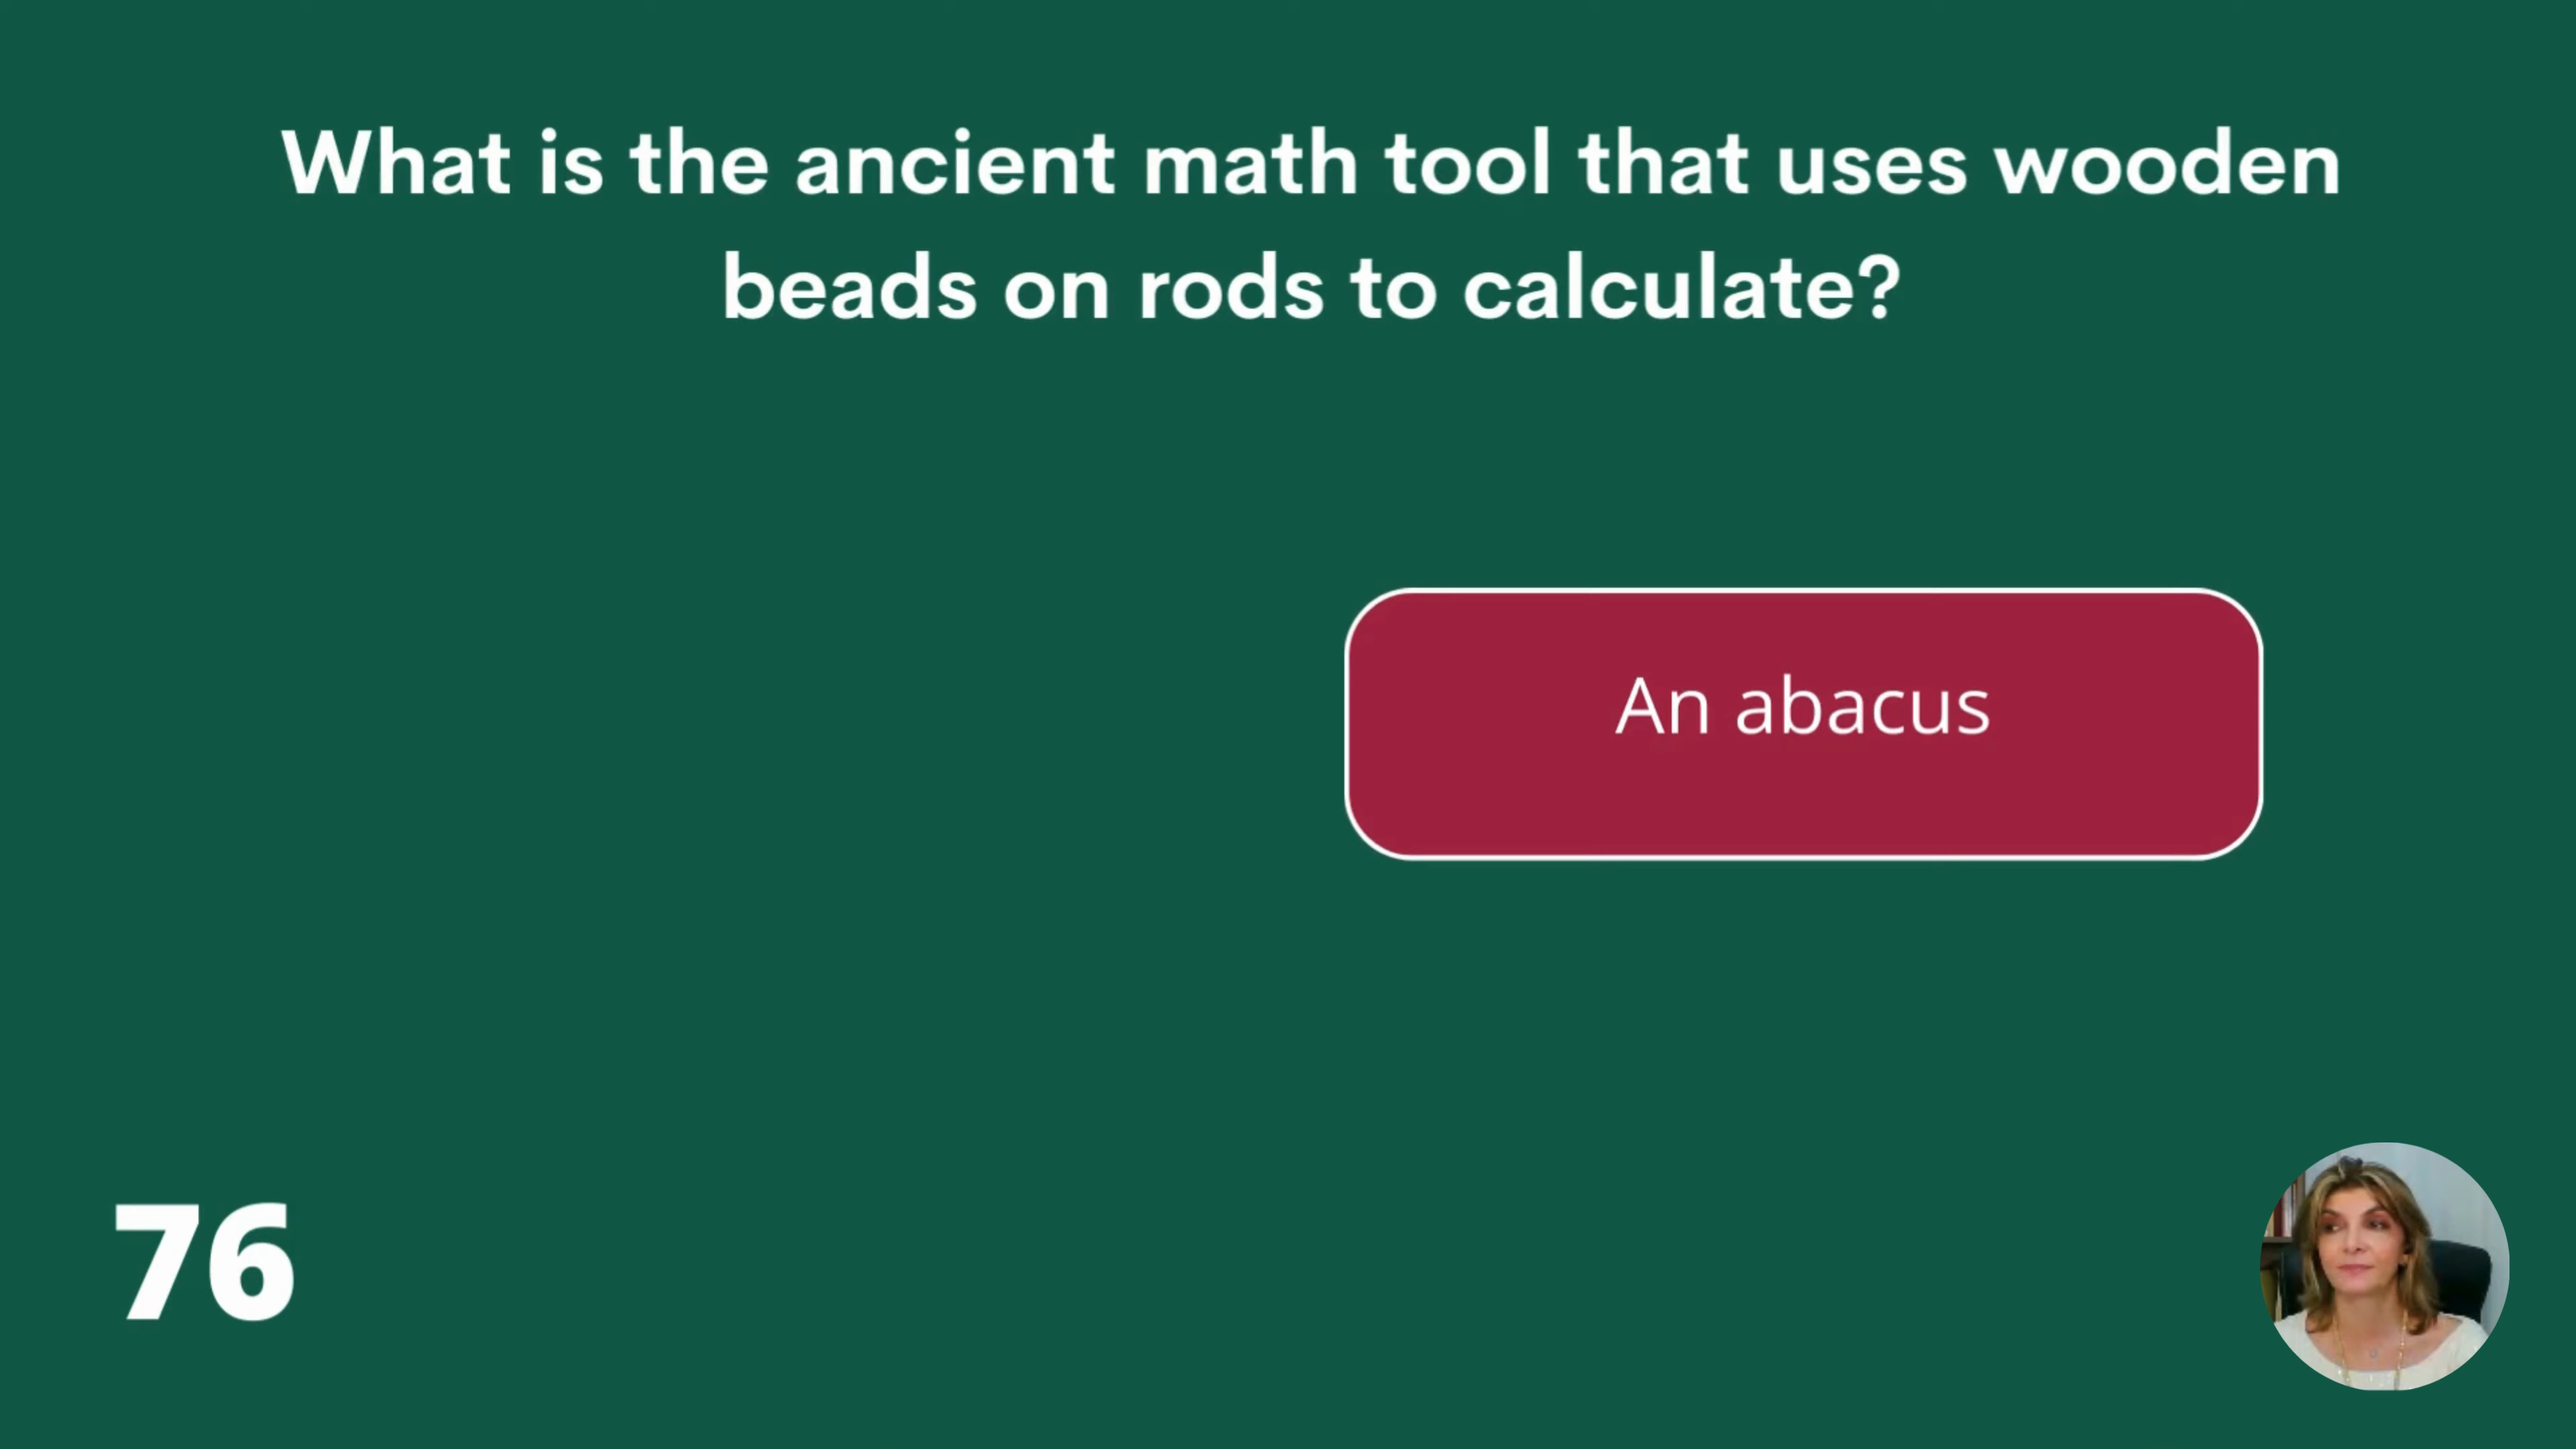 What is the ancient math tool that uses wooden
beads on rods to calculate?
An abacus
76